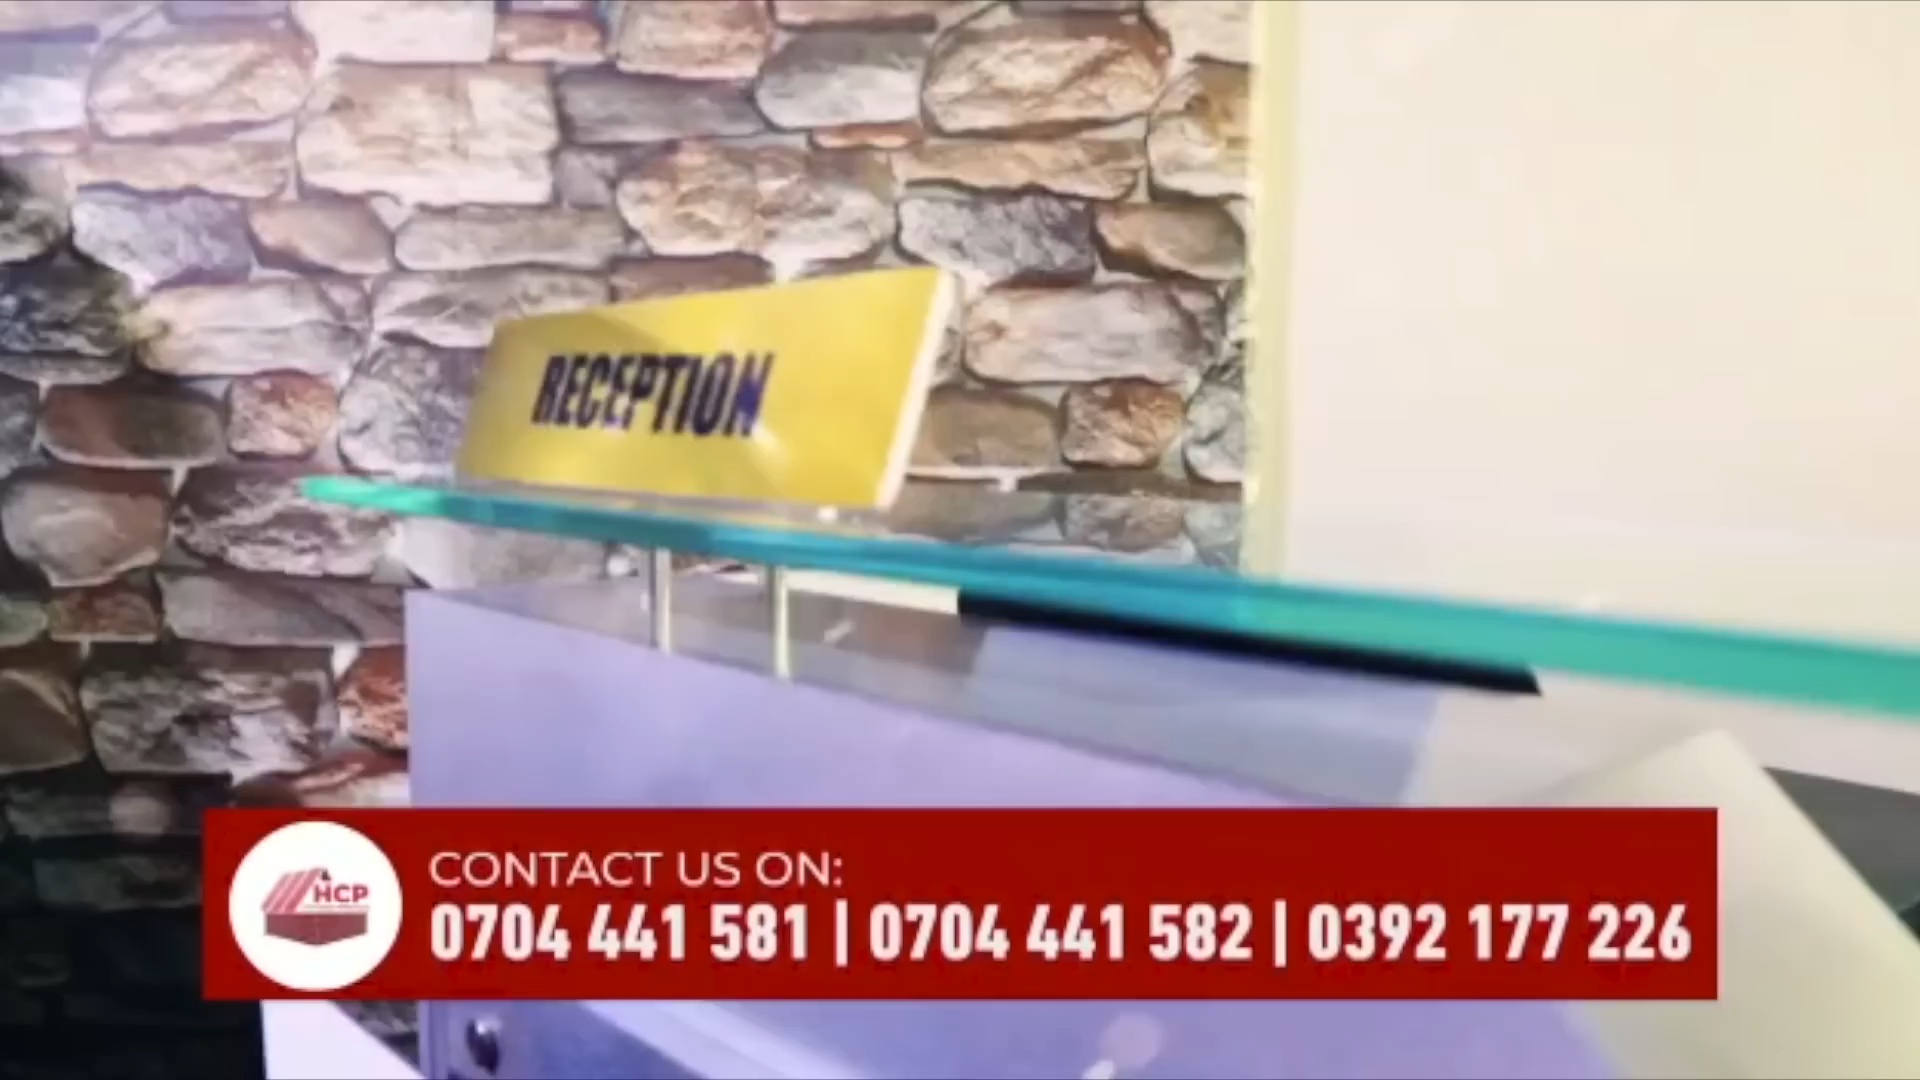 RECEPTION
HCP
CONTACT US ON:
0704 441 581 | 0704 441 582 | 0392 177 226